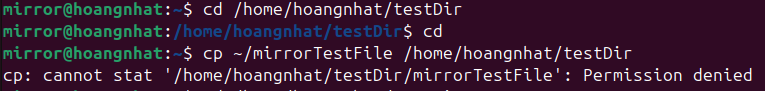 mirror@hoangnhat:~$ cd /home/hoangnhat/testDir
mirror@hoangnhat:/home/hoangnhat/testDir$ cd
mirror@hoangnhat:~$ cp ~/mirrorTestFile /home/hoangnhat/testDir
cp: cannot stat '/home/hoangnhat/testDir/mirrorTestFile': Permission denied